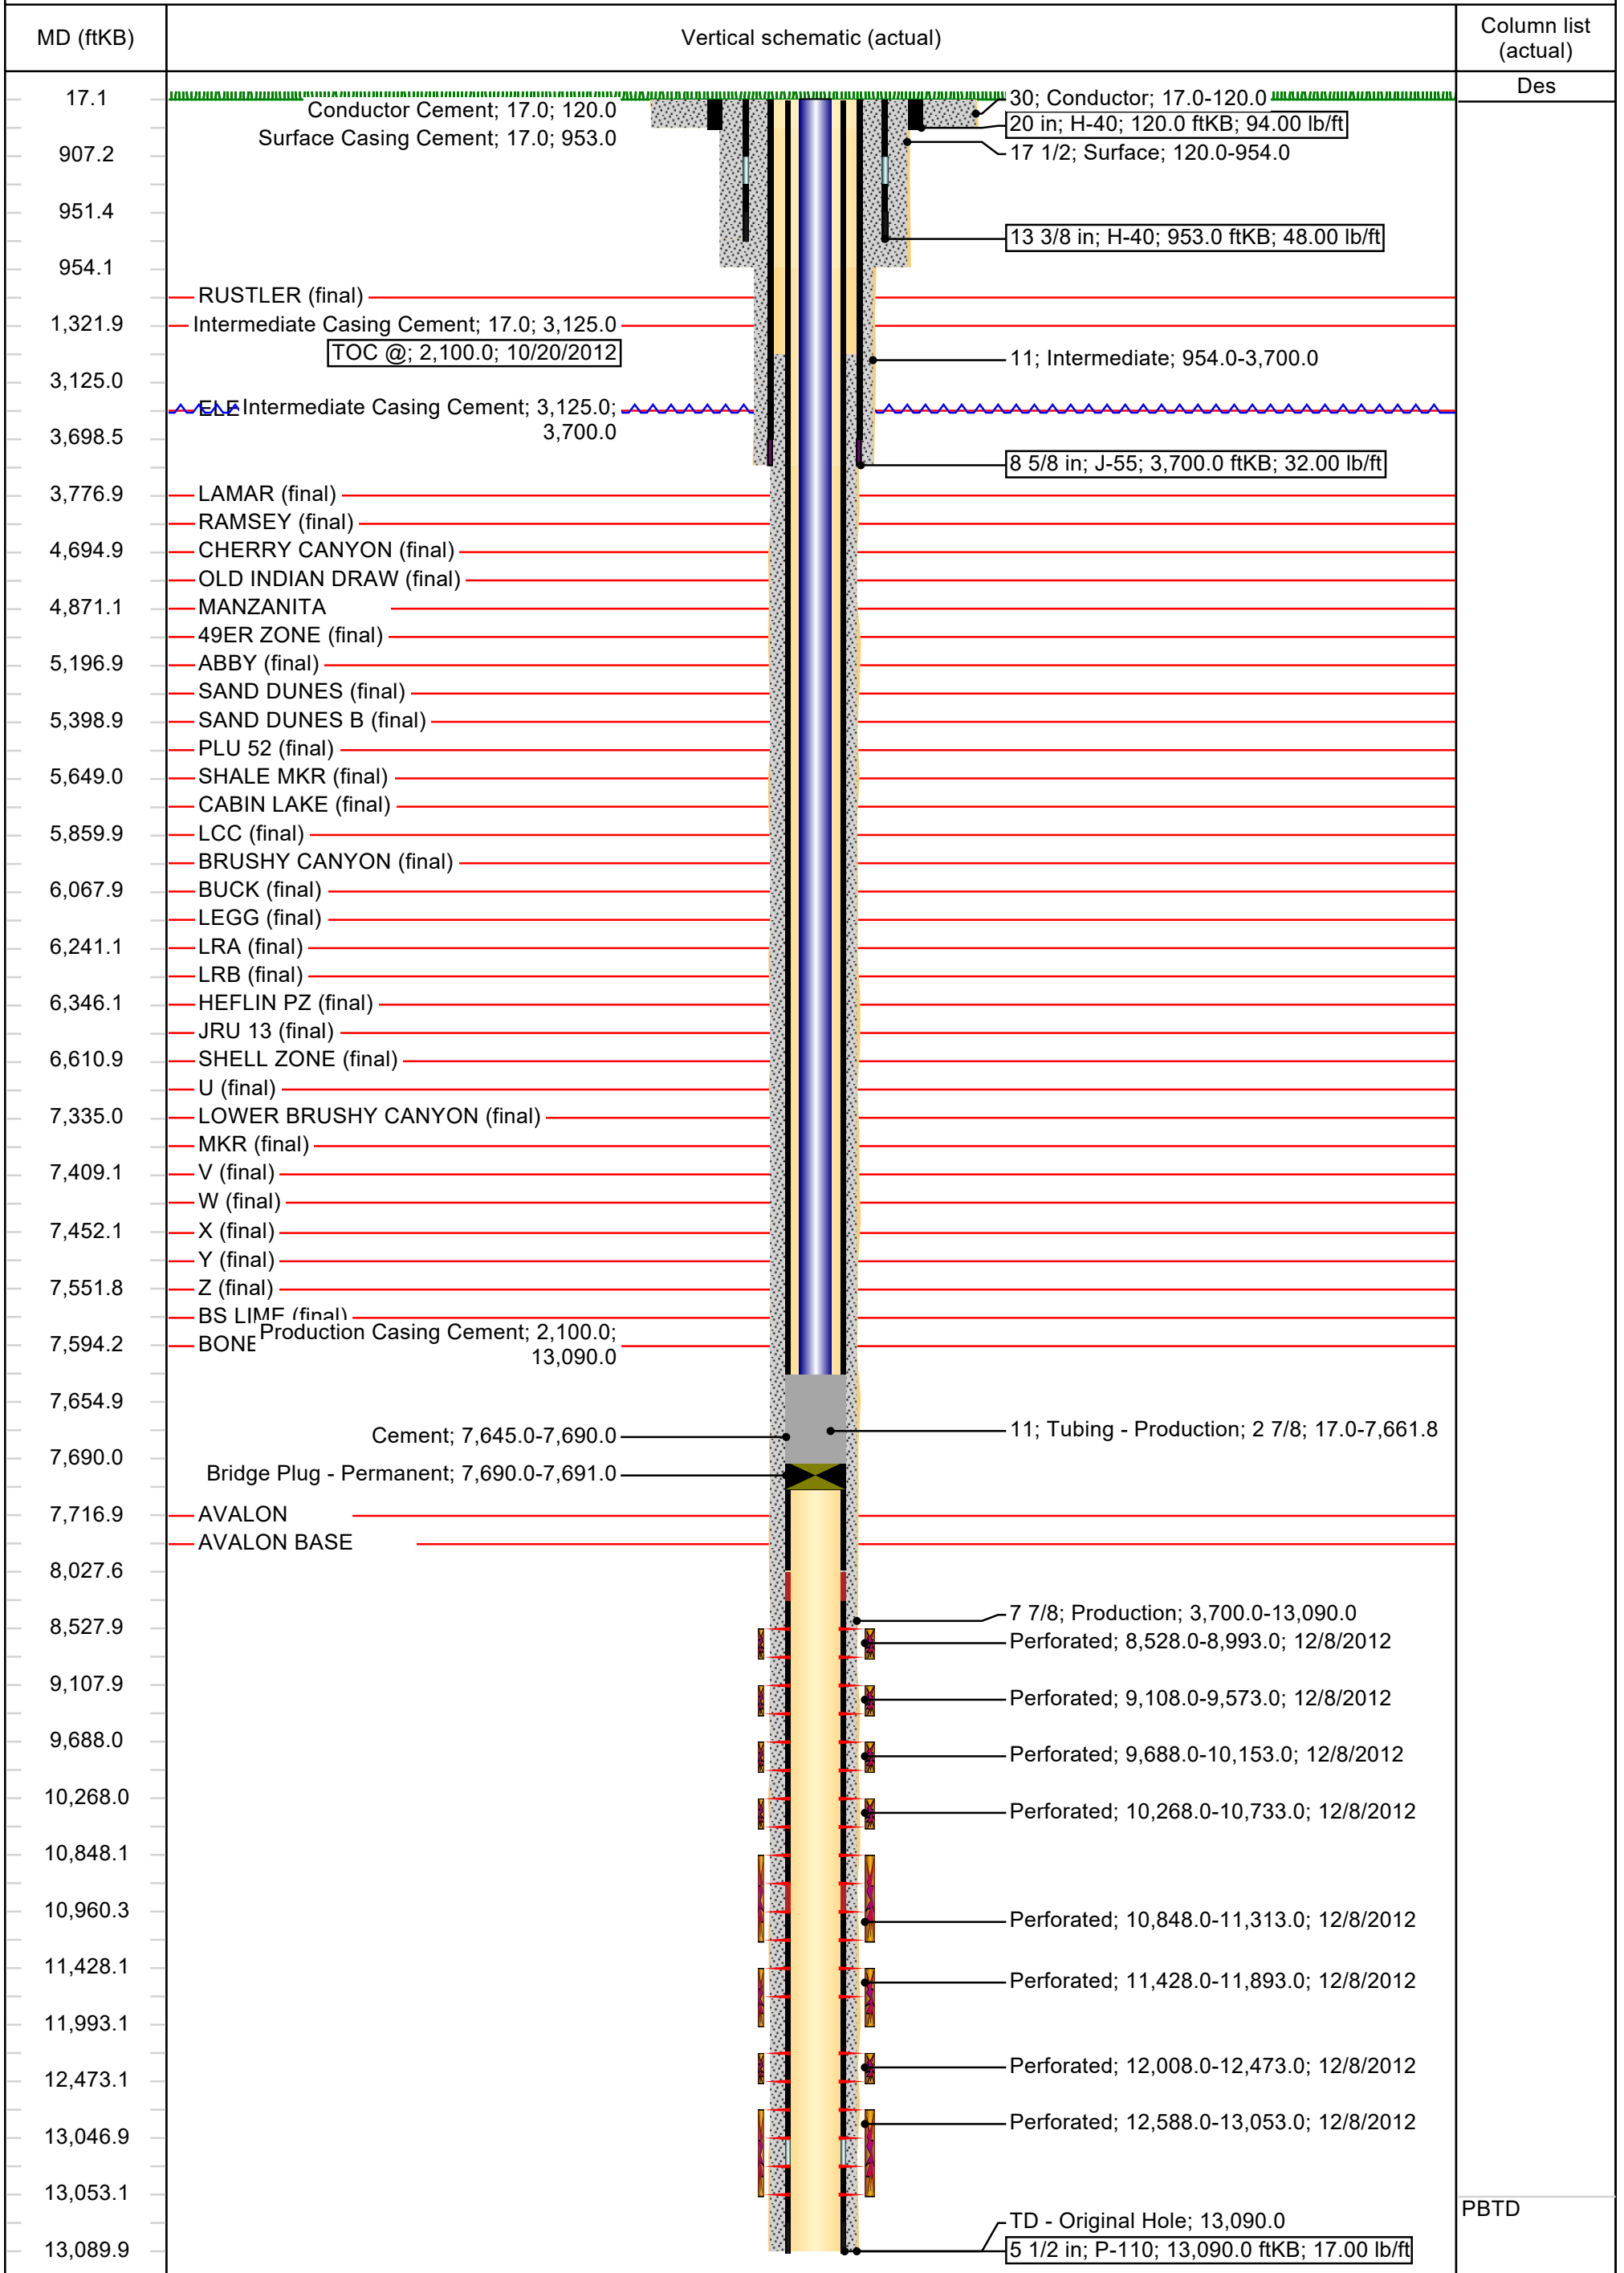 MD (ftKB)
Vertical schematic (actual)
Column list
(actual)
Des
17.1
Conductor Cement; 17.0; 120.0
30; Conductor; 17.0-120.0
20 in; H-40; 120.0 ftKB; 94.00 lb/ft
Surface Casing Cement; 17.0; 953.0
907.2
17 1/2; Surface; 120.0-954.0
951.4
13 3/8 in; H-40; 953.0 ftKB; 48.00 lb/ft
954.1
RUSTLER (final)
1,321.9
Intermediate Casing Cement; 17.0; 3,125.0
TOC @; 2,100.0; 10/20/2012
11; Intermediate; 954.0-3,700.0
3,125.0
Intermediate Casing Cement; 3,125.0;
3,700.0
3,698.5
8 5/8 in; J-55; 3,700.0 ftKB; 32.00 lb/ft
3,776.9
LAMAR (final)
RAMSEY (final)
4,694.9
CHERRY CANYON (final)
OLD INDIAN DRAW (final)
4,871.1
MANZANITA
49ER ZONE (final)
5,196.9
ABBY (final)
SAND DUNES (final)
5,398.9
SAND DUNES B (final)
PLU 52 (final)
5,649.0
SHALE MKR (final)
CABIN LAKE (final)
5,859.9
LCC (final)
BRUSHY CANYON (final)
6,067.9
BUCK (final)
LEGG (final)
6,241.1
LRA (final)
LRB (final)
6,346.1
HEFLIN PZ (final)
JRU 13 (final)
6,610.9
SHELL ZONE (final)
U (final)
7,335.0
LOWER BRUSHY CANYON (final)
MKR (final)
7,409.1
V (final)
W (final)
7,452.1
X (final)
Y (final)
7,551.8
Z (final)
BS LIME (final)
7,594.2
BONE
Production Casing Cement; 2,100.0;
13,090.0
7,654.9
Cement; 7,645.0-7,690.0
11; Tubing - Production; 2 7/8; 17.0-7,661.8
7,690.0
Bridge Plug - Permanent; 7,690.0-7,691.0
7,716.9
AVALON
AVALON BASE
8,027.6
7 7/8; Production; 3,700.0-13,090.0
8,527.9
Perforated; 8,528.0-8,993.0; 12/8/2012
9,107.9
Perforated; 9,108.0-9,573.0; 12/8/2012
9,688.0
Perforated; 9,688.0-10,153.0; 12/8/2012
10,268.0
Perforated; 10,268.0-10,733.0; 12/8/2012
10,848.1
10,960.3
Perforated; 10,848.0-11,313.0; 12/8/2012
11,428.1
Perforated; 11,428.0-11,893.0; 12/8/2012
11,993.1
Perforated; 12,008.0-12,473.0; 12/8/2012
12,473.1
Perforated; 12,588.0-13,053.0; 12/8/2012
13,046.9
13,053.1
PBTD
TD - Original Hole; 13,090.0
13,089.9
5 1/2 in; P-110; 13,090.0 ftKB; 17.00 lb/ft